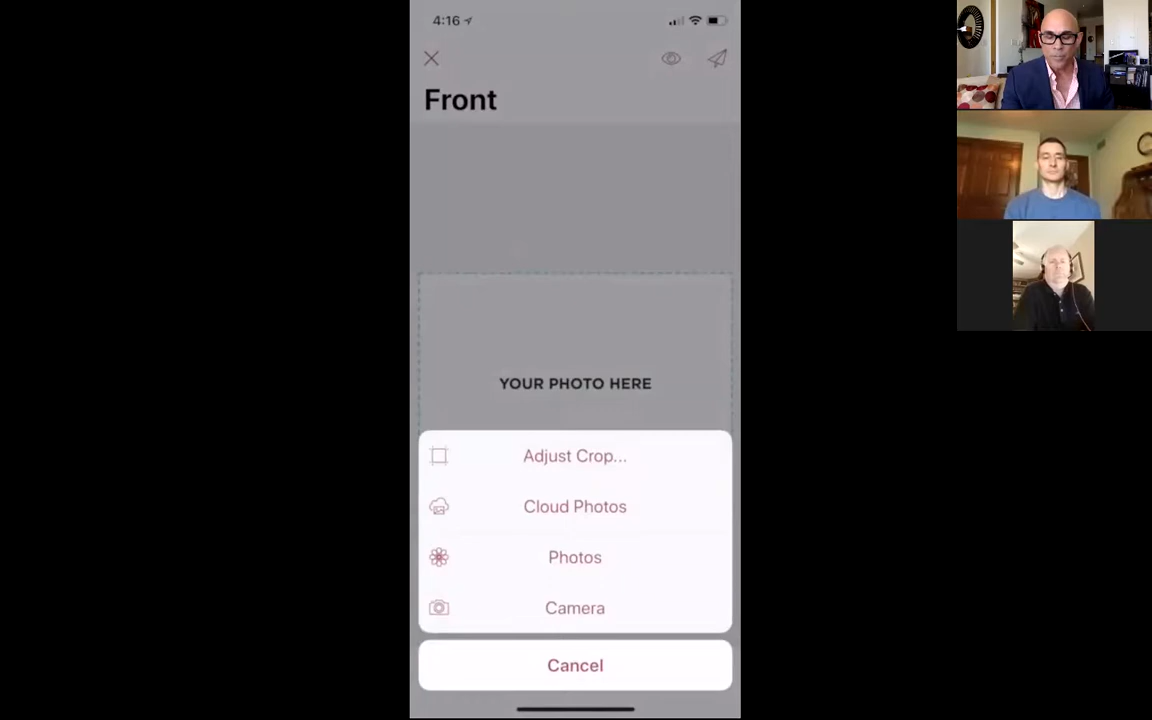 4:16
Front
YOUR PHOTO HERE
Adjust Crop...
Cloud Photos
Photos
Camera
Cancel